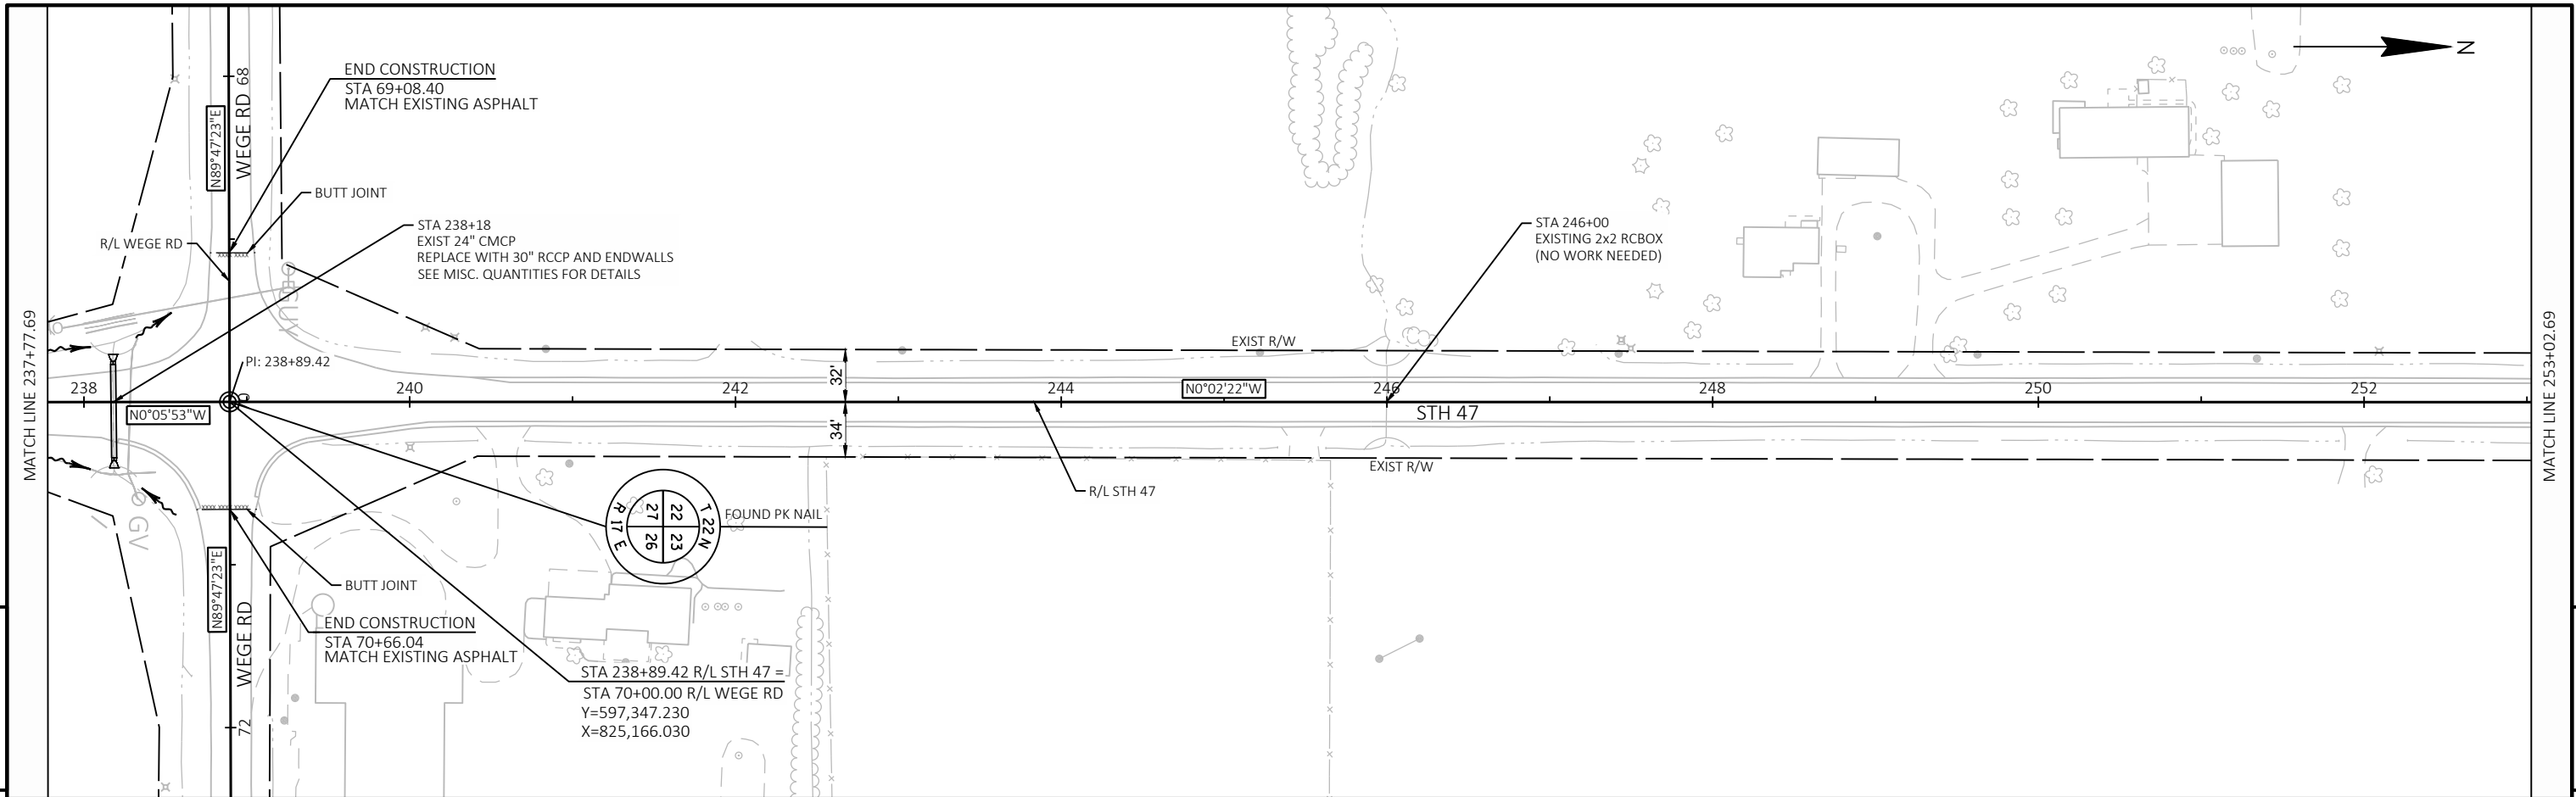 END CONSTRUCTION
STA 69+08.40
MATCH EXISTING ASPHALT
N
68
WEGE RD
N89°47'23"E
BUTT JOINT
R/L WEGE RD
STA 238+18
EXIST 24" CMCP
REPLACE WITH 30" RCCP AND ENDWALLS
SEE MISC. QUANTITIES FOR DETAILS
STA 246+00
EXISTING 2x2 RCBOX
(NO WORK NEEDED)
GUY
MATCH LINE 237+77.69
MATCH LINE 253+02.69
EXIST R/W
PI: 238+89.42
32'
238
240
242
244
N0°02'22"W
246
248
250
252
N0°05'53"W
STH 47
34'
EXIST R/W
R/L STH 47
T 22 N
R 17 E
22
23
27
26
FOUND PK NAIL
GV
N89°47'23"E
WEGE RD
72
BUTT JOINT
END CONSTRUCTION
STA 70+66.04
MATCH EXISTING ASPHALT
STA 238+89.42 R/L STH 47 =
STA 70+00.00 R/L WEGE RD
Y=597,347.230
X=825,166.030